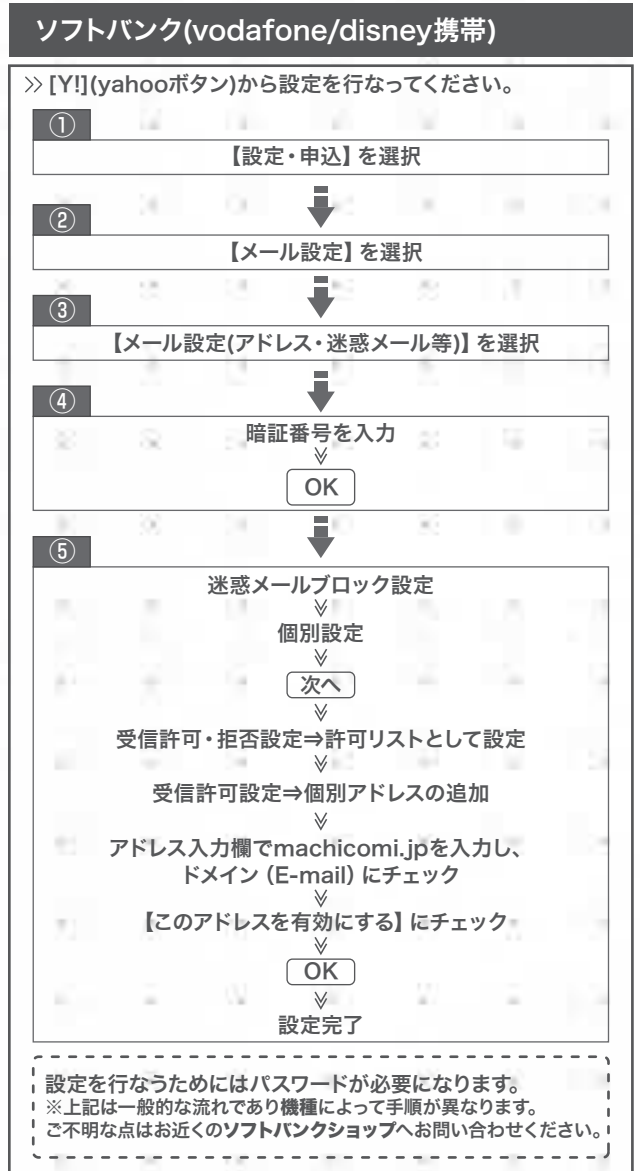 ソフトバンク(vodafone/disney携帯)
≫ [Y!](yahooボタン)から設定を行なってください。
①
【設定・申込】を選択
②
【メール設定】を選択
③
【メール設定(アドレス・迷惑メール等)】を選択
④
暗証番号を入力
OK
⑤
迷惑メールブロック設定
個別設定
次へ
受信許可・拒否設定⇒許可リストとして設定
受信許可設定⇒個別アドレスの追加
アドレス入力欄でmachicomi.jpを入力し、
ドメイン（E-mail）にチェック
【このアドレスを有効にする】にチェック
OK
設定完了
設定を行なうためにはパスワードが必要になります。
※上記は一般的な流れであり機種によって手順が異なります。
ご不明な点はお近くのソフトバンクショップへお問い合わせください。